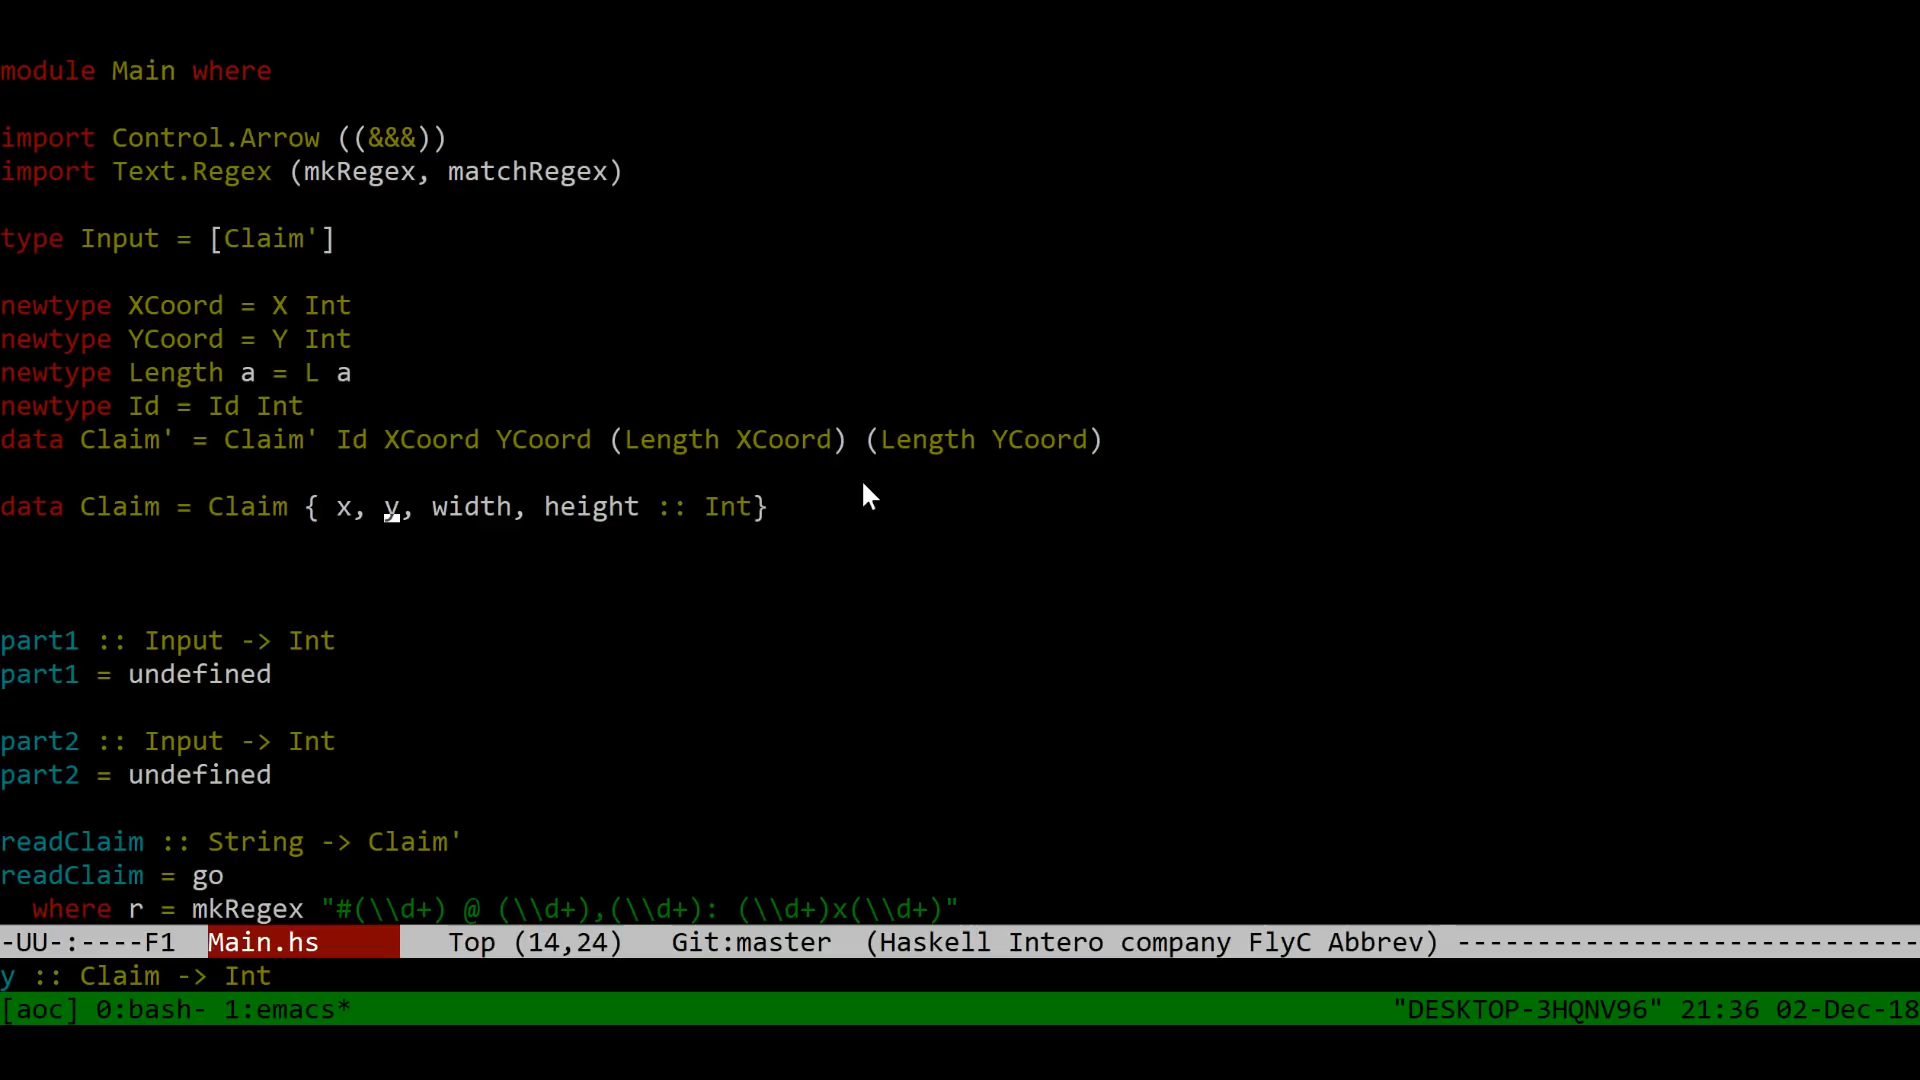 module Main where
import Control.Arrow ((&&&))
import Text.Regex (mkRegex, matchRegex)
type Input = [Claim']
newtype XCoord = X Int
newtype YCoord = Y Int
newtype Length a = L a
newtype Id = Id Int
data Claim' = Claim' Id XCoord YCoord (Length XCoord) (Length YCoord)
data Claim = Claim { x, y, width, height :: Int}
part1 :: Input -> Int
part1 = undefined
part2 :: Input -> Int
part2 = undefined
readClaim :: String -> Claim'
readClaim = go
  where r = mkRegex "#(\\d+) @ (\\d+),(\\d+): (\\d+)x(\\d+)"
-UU-:----F1  Main.hs        Top (14,24)   Git:master  (Haskell Intero company FlyC Abbrev) -----------------------------
y :: Claim -> Int
[aoc] 0:bash- 1:emacs* "DESKTOP-3HQNV96" 21:36 02-Dec-18